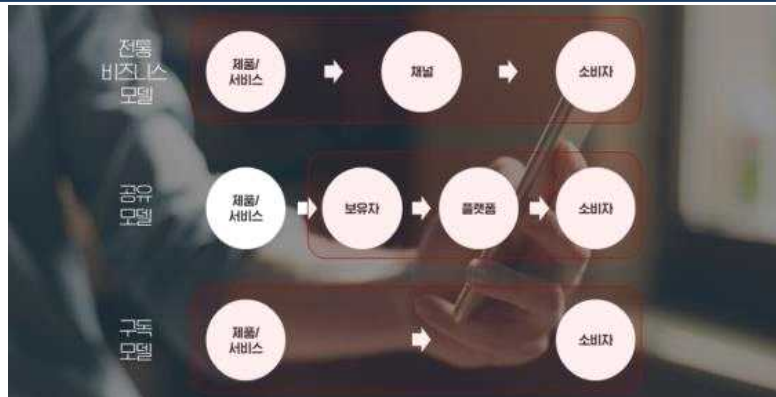 전통
비즈니스
모델
제품/
서비스
채널
소비자
공유
모델
제품/
서비스
보유자
플랫폼
소비자
구독
모델
제품/
서비스
소비자